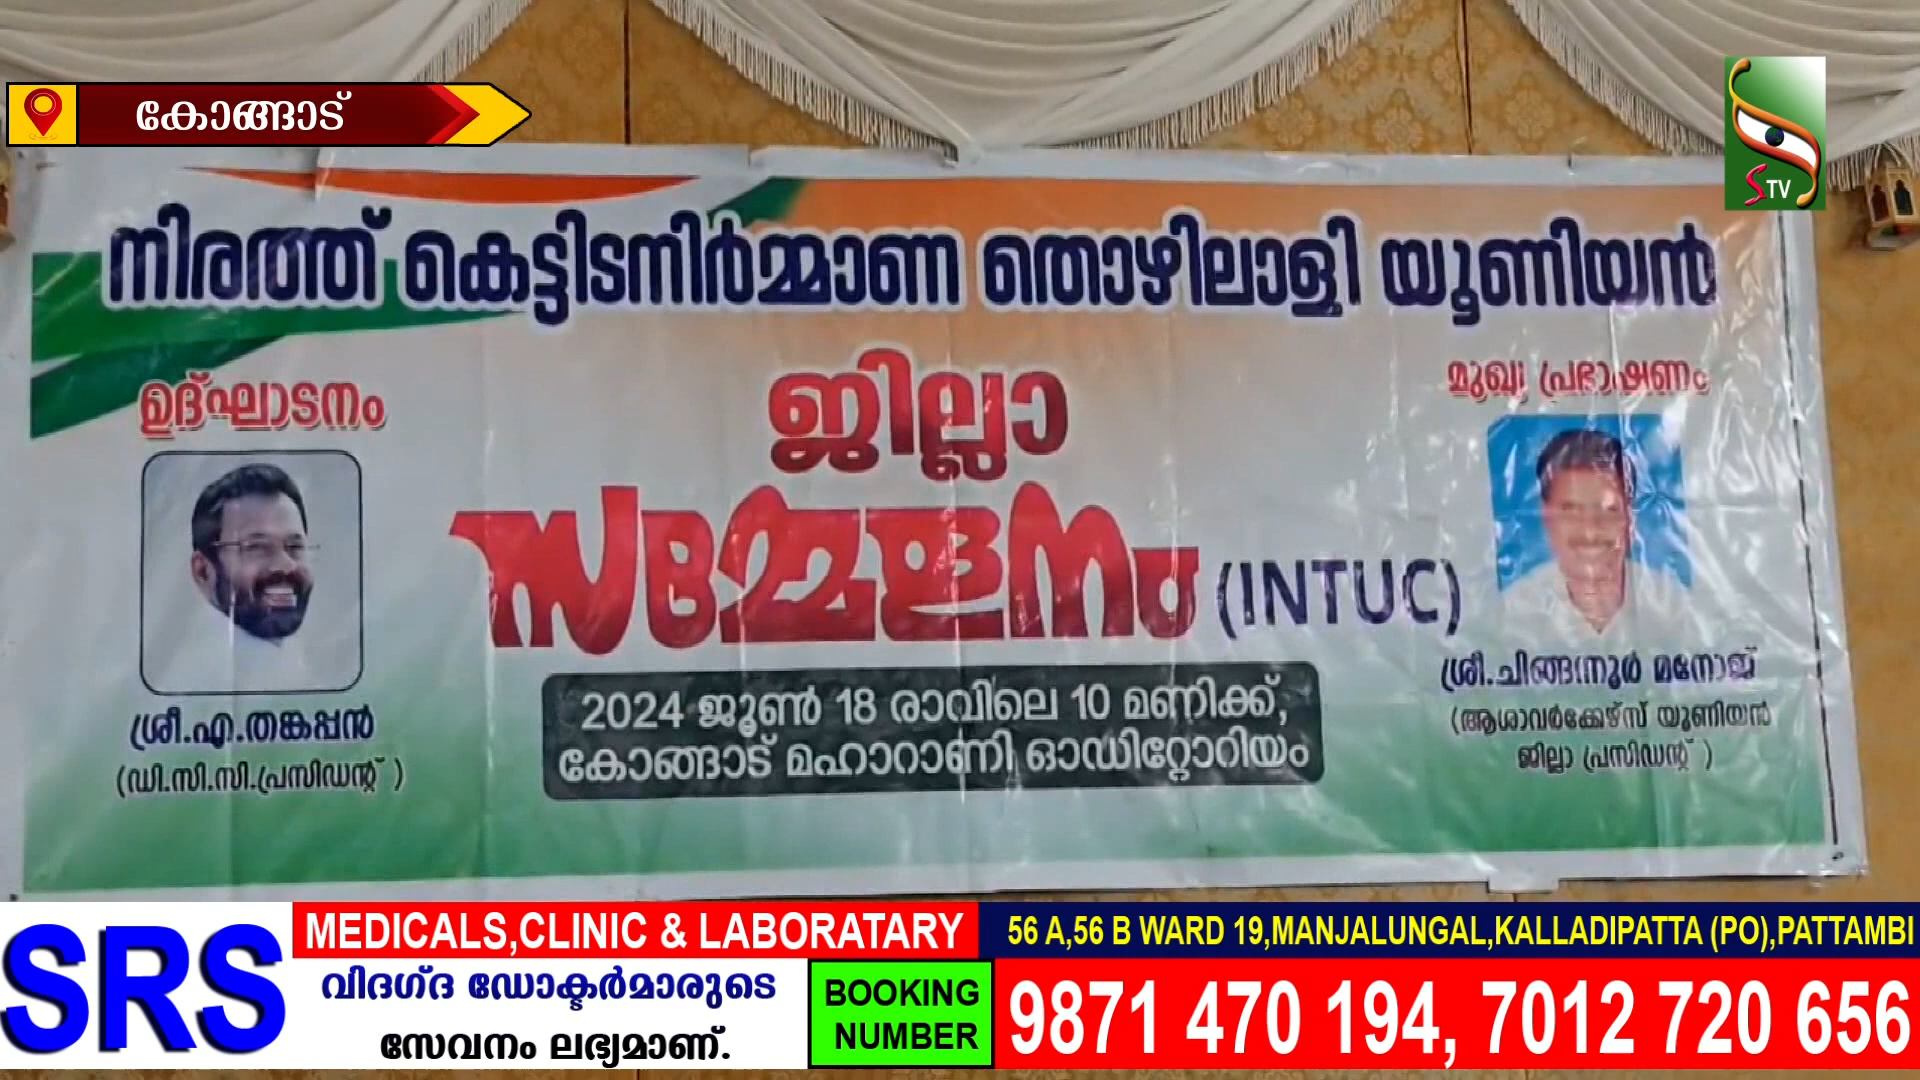 കോങ്ങാട്
S TV
നിരത്ത് കെട്ടിടനിർമ്മാണ തൊഴിലാളി യൂണിയൻ
ഉദ്ഘാടനം
ജില്ലാ
സമ്മേളനം (INTUC)
മുഖ്യ പ്രഭാഷണം
ശ്രീ.എ.തങ്കപ്പൻ
(ഡി.സി.സി.പ്രസിഡന്റ് )
2024 ജൂൺ 18 രാവിലെ 10 മണിക്ക്,
കോങ്ങാട് മഹാറാണി ഓഡിറ്റോറിയം
ശ്രീ.ചിങ്ങന്നൂർ മനോജ്
(ആശാവർക്കേഴ്സ് യൂണിയൻ
ജില്ലാ പ്രസിഡന്റ് )
SRS
MEDICALS,CLINIC & LABORATARY
56 A,56 B WARD 19,MANJALUNGAL,KALLADIPATTA (PO),PATTAMBI
വിദഗ്ദ ഡോക്ടർമാരുടെ
സേവനം ലഭ്യമാണ്.
BOOKING
NUMBER
9871 470 194, 7012 720 656